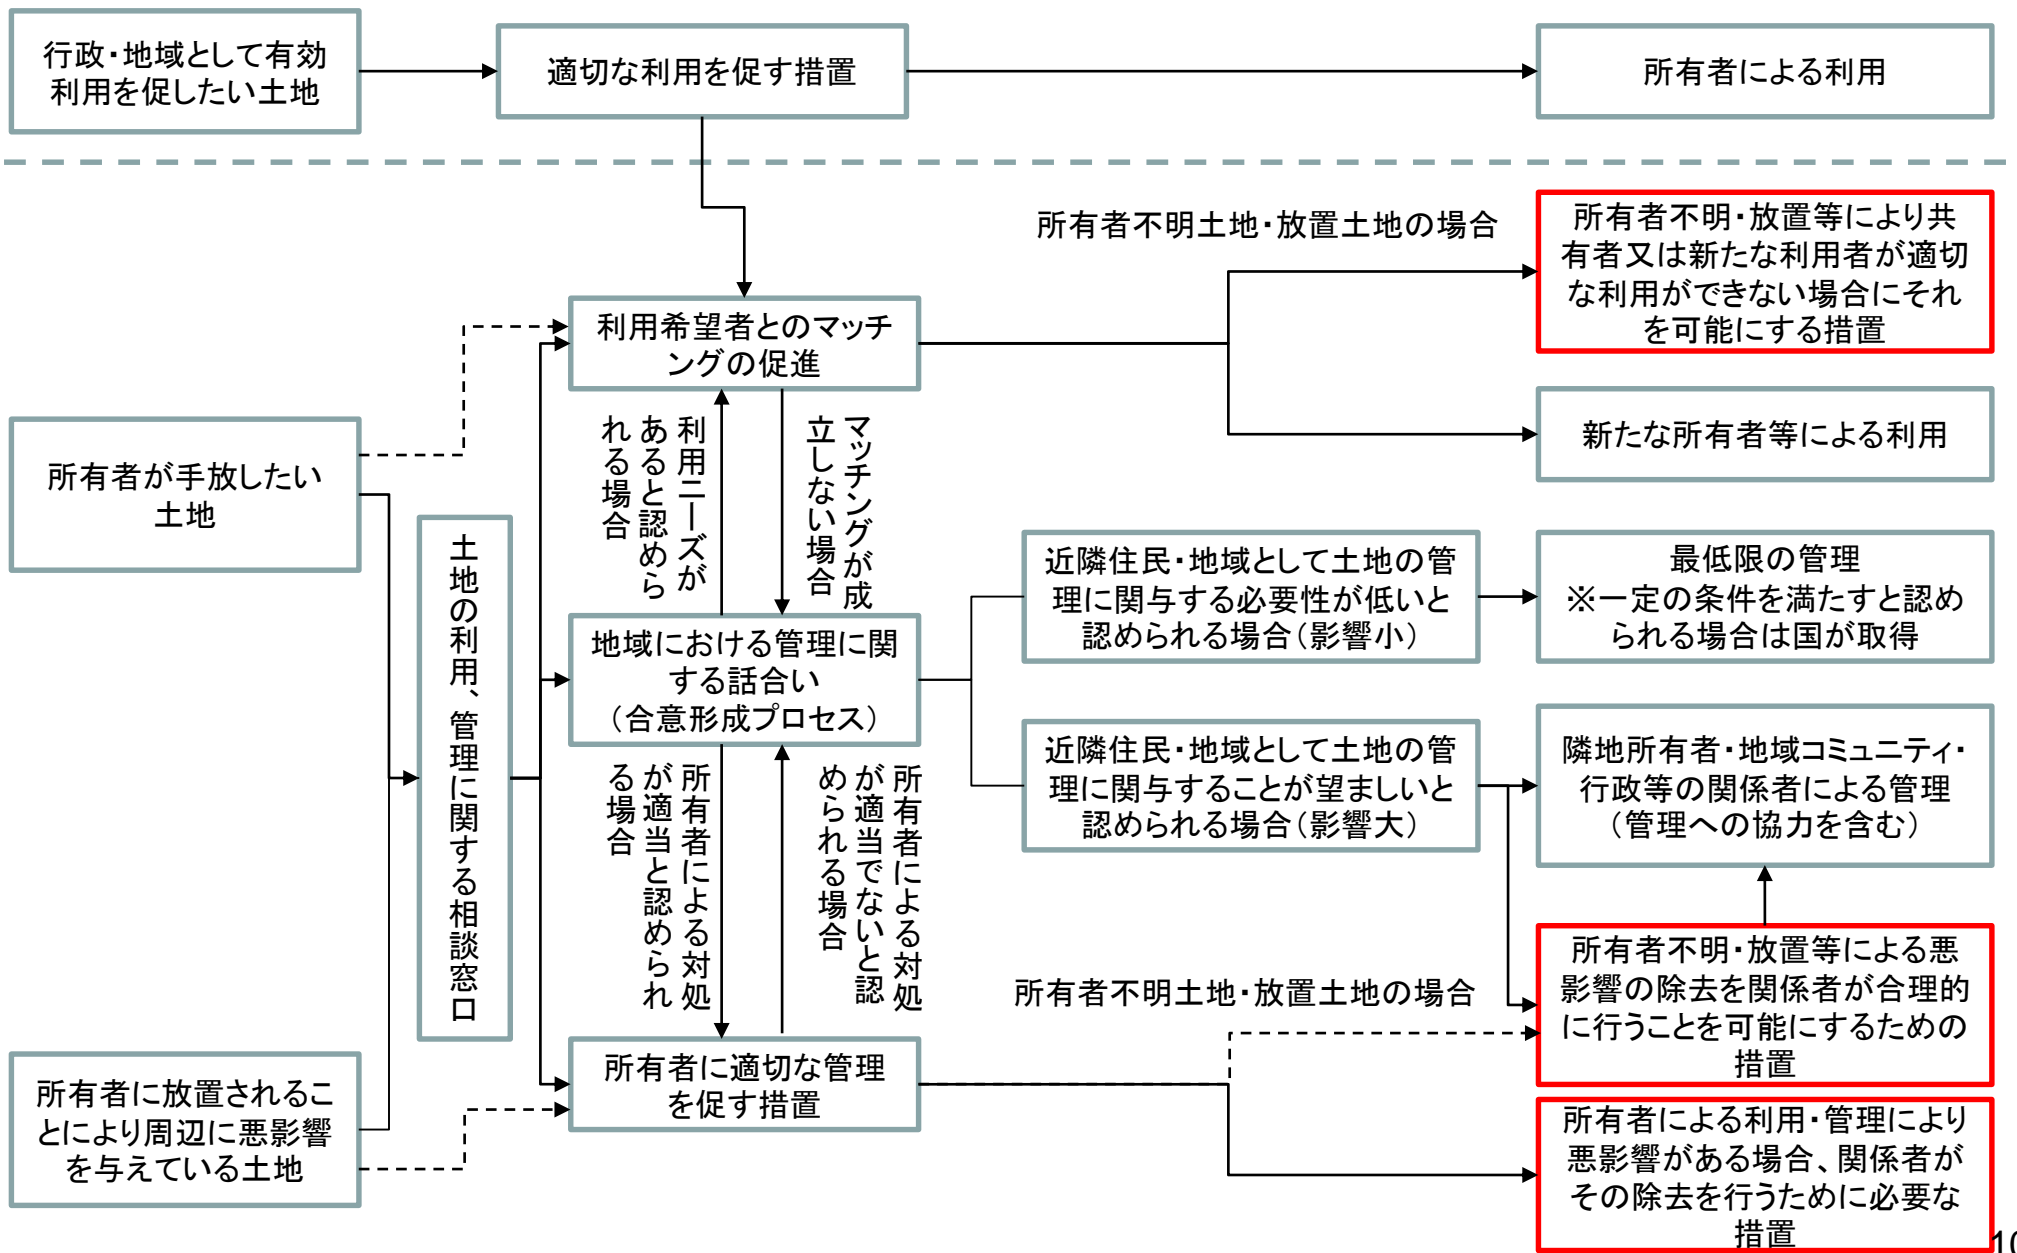 行政・地域として有効
利用を促したい土地
適切な利用を促す措置
所有者による利用
所有者不明土地・放置土地の場合
所有者不明・放置等により共
有者又は新たな利用者が適切
な利用ができない場合にそれ
を可能にする措置
利用希望者とのマッチ
ングの促進
新たな所有者等による利用
所有者が手放したい
土地
利用ニーズが
あると認めら
れる場合
マッチングが成
立しない場合
土地の利用、管理に関する相談窓口
近隣住民・地域として土地の管
理に関与する必要性が低いと
認められる場合（影響小）
最低限の管理
※一定の条件を満たすと認め
られる場合は国が取得
地域における管理に関
する話合い
（合意形成プロセス）
近隣住民・地域として土地の管
理に関与することが望ましいと
認められる場合（影響大）
隣地所有者・地域コミュニティ・
行政等の関係者による管理
（管理への協力を含む）
所有者による対処
が適当と認められ
る場合
所有者による対処
が適当でないと認
められる場合
所有者不明土地・放置土地の場合
所有者不明・放置等による悪
影響の除去を関係者が合理的
に行うことを可能にするための
措置
所有者に適切な管理
を促す措置
所有者に放置されるこ
とにより周辺に悪影響
を与えている土地
所有者による利用・管理により
悪影響がある場合、関係者が
その除去を行うために必要な
措置